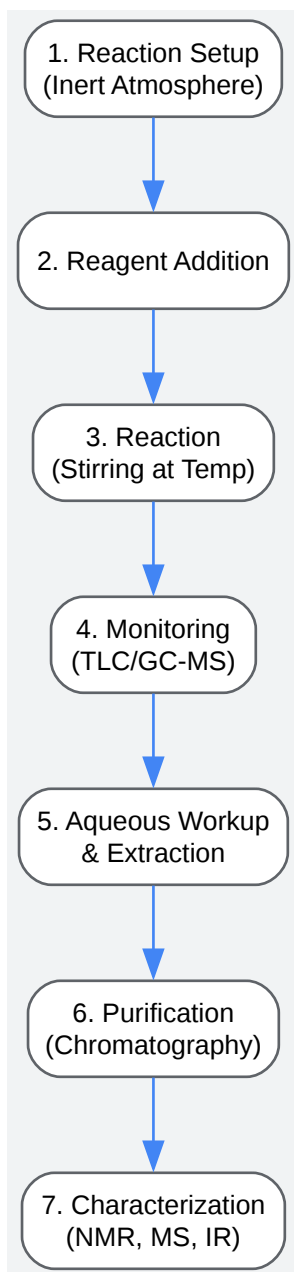 1. Reaction Setup
(Inert Atmosphere)
2. Reagent Addition
3. Reaction
(Stirring at Temp)
4. Monitoring
(TLC/GC-MS)
5. Aqueous Workup
& Extraction
6. Purification
(Chromatography)
7. Characterization
(NMR, MS, IR)